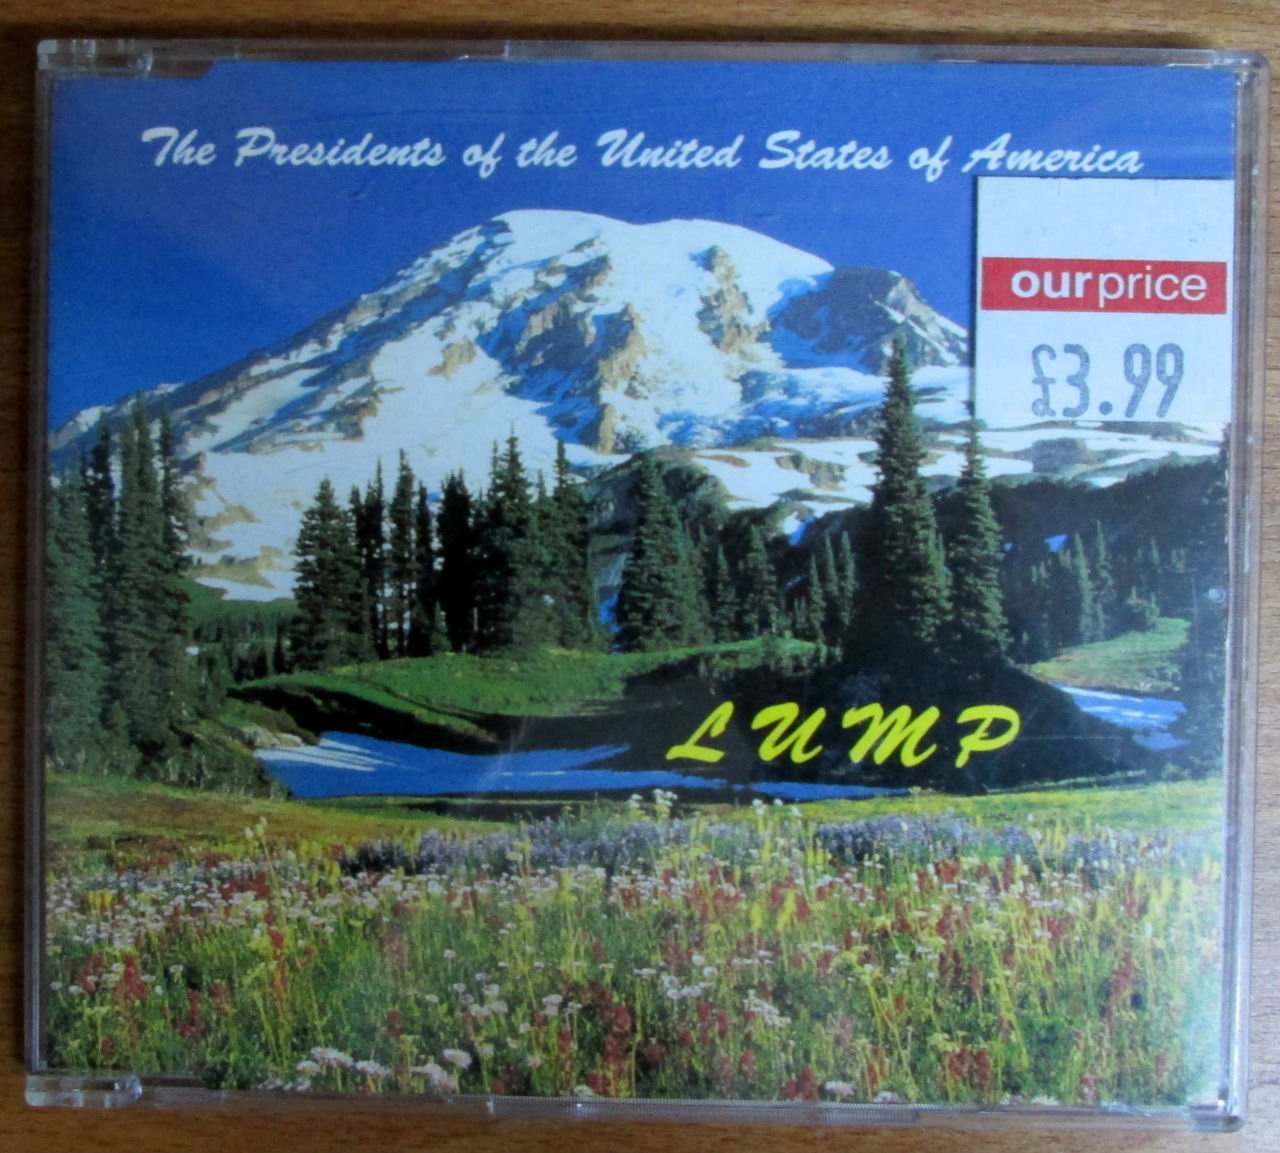 The Presidents of the United States of America
ourprice
£3.99
LUMP